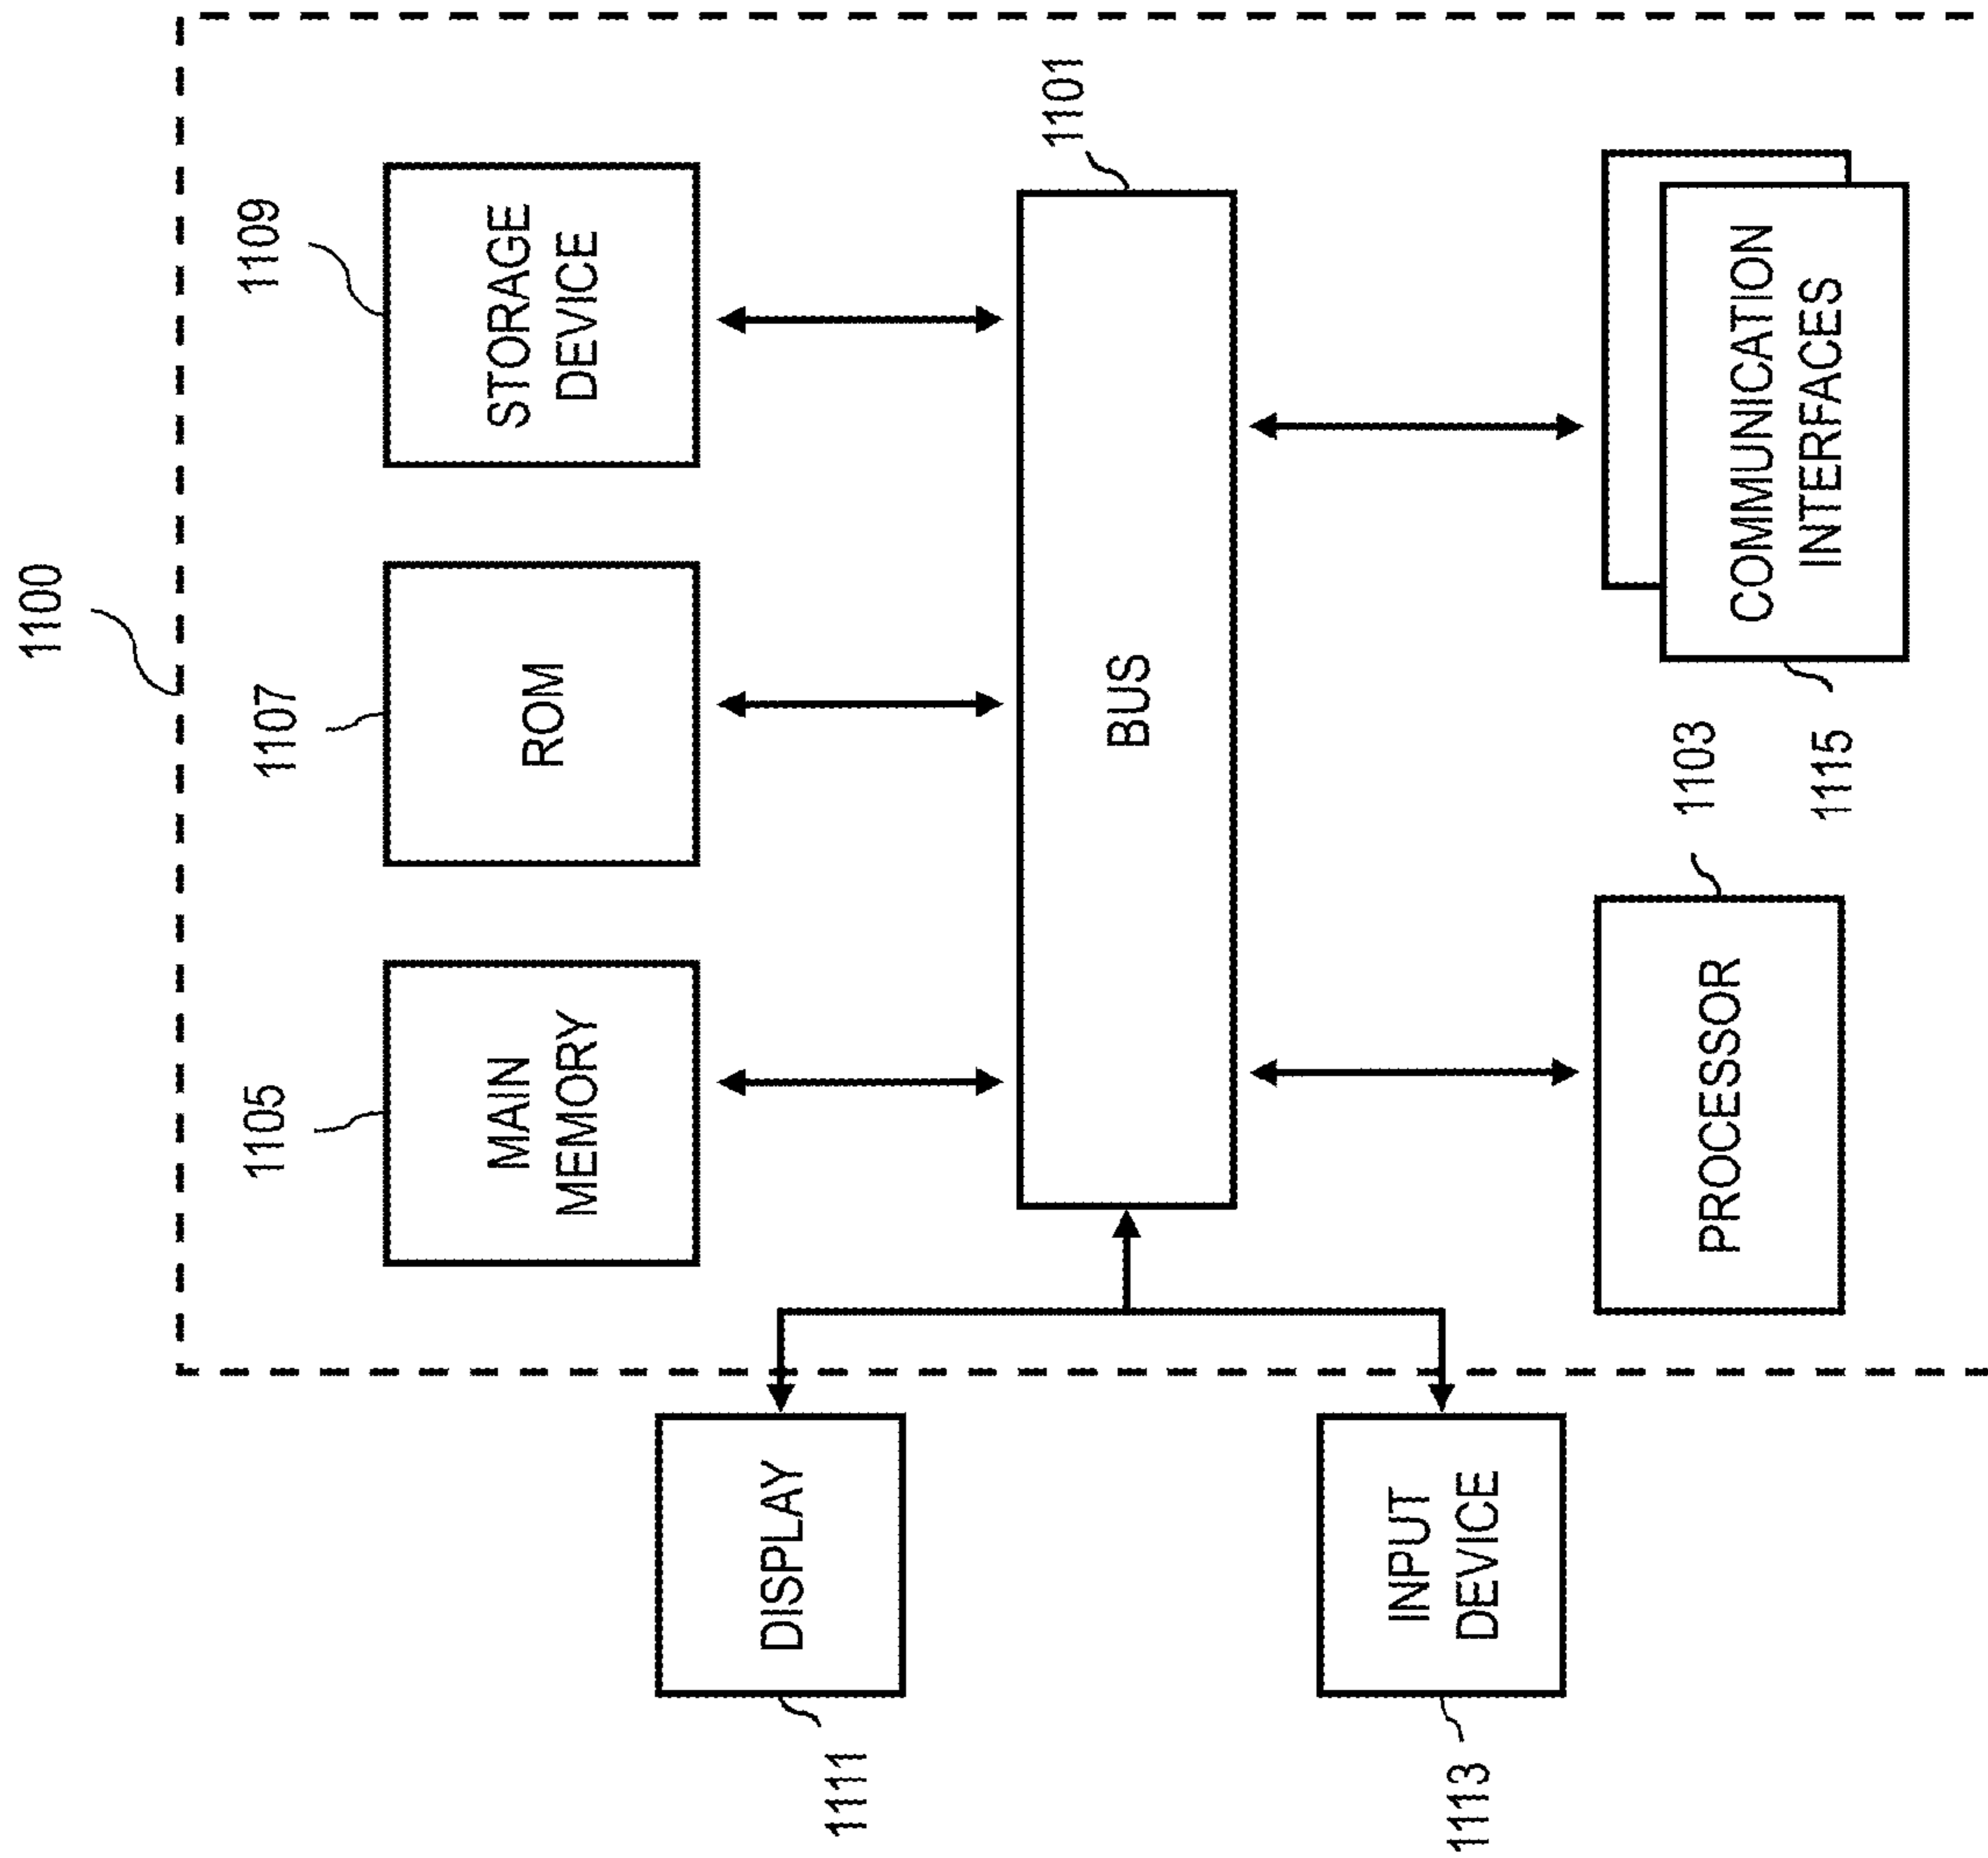 1100
1105
1107
1109
MAIN
MEMORY
ROM
STORAGE
DEVICE
1111
DISPLAY
1101
BUS
1113
INPUT
DEVICE
1103
PROCESSOR
1115
COMMUNICATION
INTERFACES